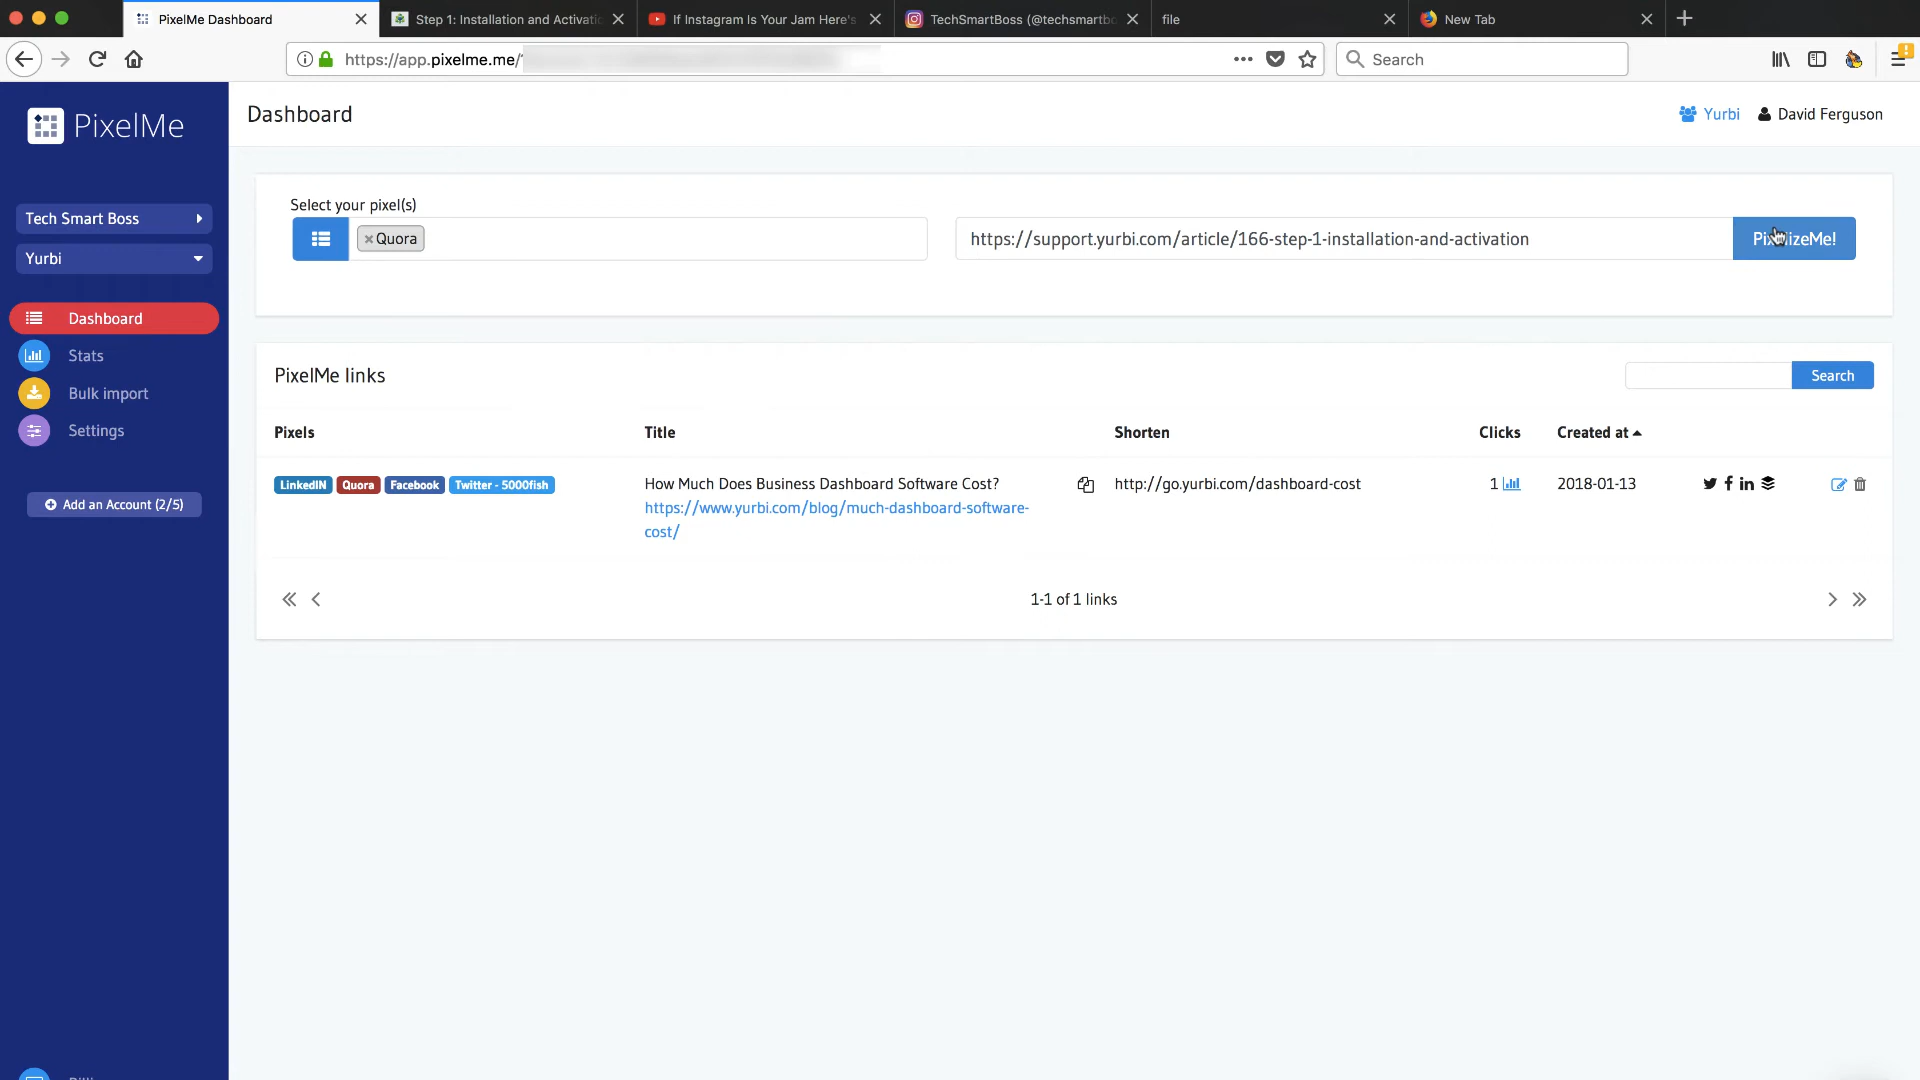 PixelMe Dashboard
Step 1: Installation and Activati
If Instagram Is Your Jam Here's
TechSmartBoss (@techsmartb
file
New Tab
https://app.pixelme.me/
Search
PixelMe
Dashboard
Yurbi
David Ferguson
Tech Smart Boss
Yurbi
Dashboard
Stats
Bulk import
Settings
Add an Account (2/5)
Select your pixel(s)
×Quora
https://support.yurbi.com/article/166-step-1-installation-and-activation
PixelizeMe!
PixelMe links
Search
Pixels Title Shorten Clicks Created at
LinkedIN Quora Facebook Twitter - 5000fish
How Much Does Business Dashboard Software Cost?
https://www.yurbi.com/blog/much-dashboard-software-
cost/
http://go.yurbi.com/dashboard-cost
1
2018-01-13
1-1 of 1 links